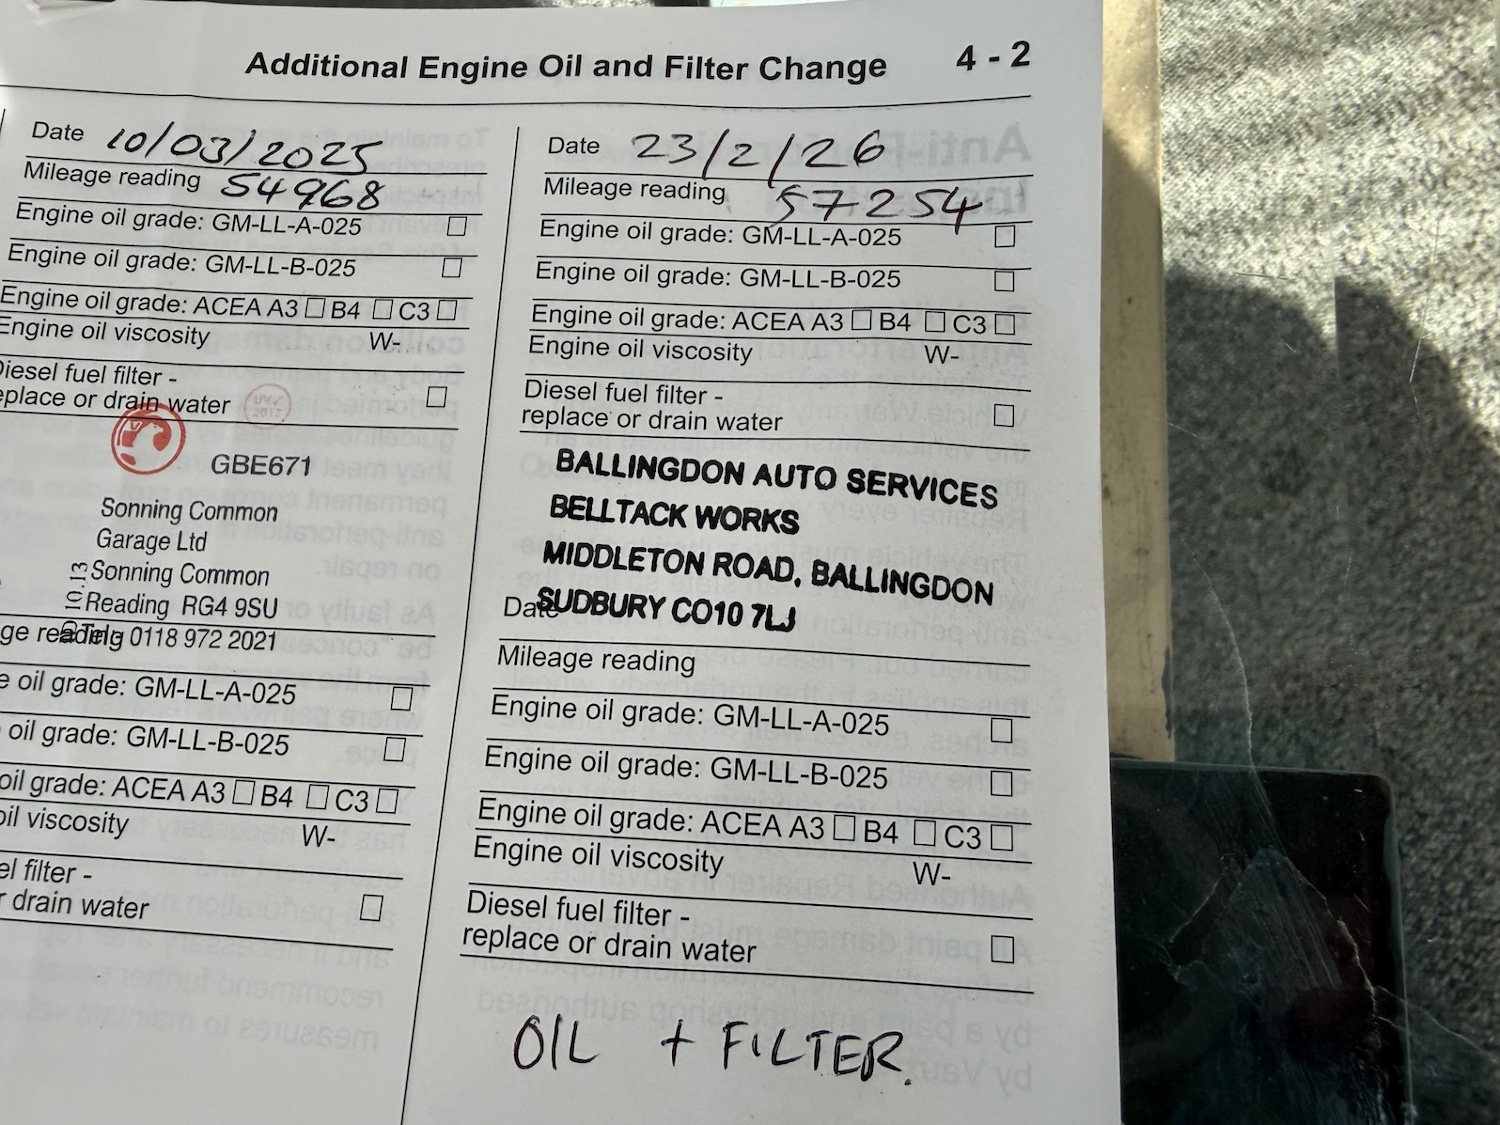 Additional Engine Oil and Filter Change 4 - 2
Date 10/03/2025
Mileage reading 54968
Engine oil grade: GM-LL-A-025
Engine oil grade: GM-LL-B-025
Engine oil grade: ACEA A3 B4 C3
Engine oil viscosity W-
Diesel fuel filter -
replace or drain water
GBE671
Sonning Common
Garage Ltd
Sonning Common
Reading RG4 9SU
Tel: 0118 972 2021
ge reading
e oil grade: GM-LL-A-025
oil grade: GM-LL-B-025
oil grade: ACEA A3 B4 C3
oil viscosity W-
el filter -
r drain water
Date 23/2/26
Mileage reading 57254
Engine oil grade: GM-LL-A-025
Engine oil grade: GM-LL-B-025
Engine oil grade: ACEA A3 B4 C3
Engine oil viscosity W-
Diesel fuel filter -
replace or drain water
BALLINGDON AUTO SERVICES
BELLTACK WORKS
MIDDLETON ROAD, BALLINGDON
SUDBURY CO10 7LJ
Date
Mileage reading
Engine oil grade: GM-LL-A-025
Engine oil grade: GM-LL-B-025
Engine oil grade: ACEA A3 B4 C3
Engine oil viscosity W-
Diesel fuel filter -
replace or drain water
OIL + FILTER.